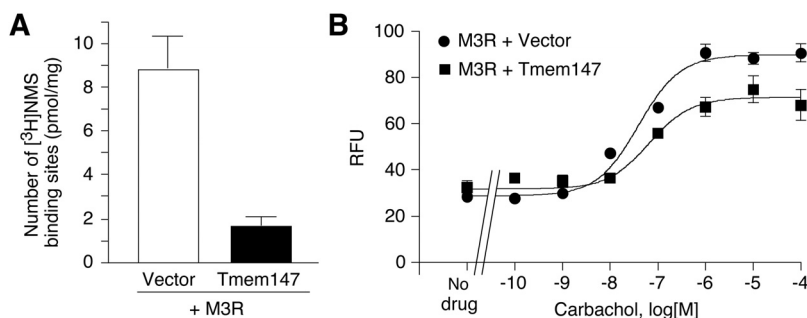 A
Number of [³H]NMS
binding sites (pmol/mg)
10
8
6
4
2
0
Vector
Tmem147
+ M3R
B
M3R + Vector
M3R + Tmem147
RFU
100
80
60
40
20
0
No
drug
-10
-9
-8
-7
-6
-5
-4
Carbachol, log[M]